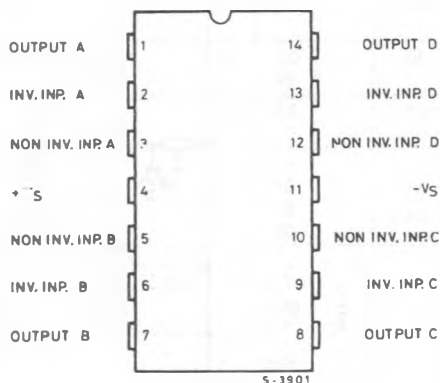 OUTPUT A 1 14 OUTPUT D
INV. INP. A 2 13 INV. INP. D
NON INV. INP. A 3 12 NON INV. INP. D
+ S 4 11 -VS
NON INV. INP. B 5 10 NON INV. INP. C
INV. INP. B 6 9 INV. INP. C
OUTPUT B 7 8 OUTPUT C
S-3901